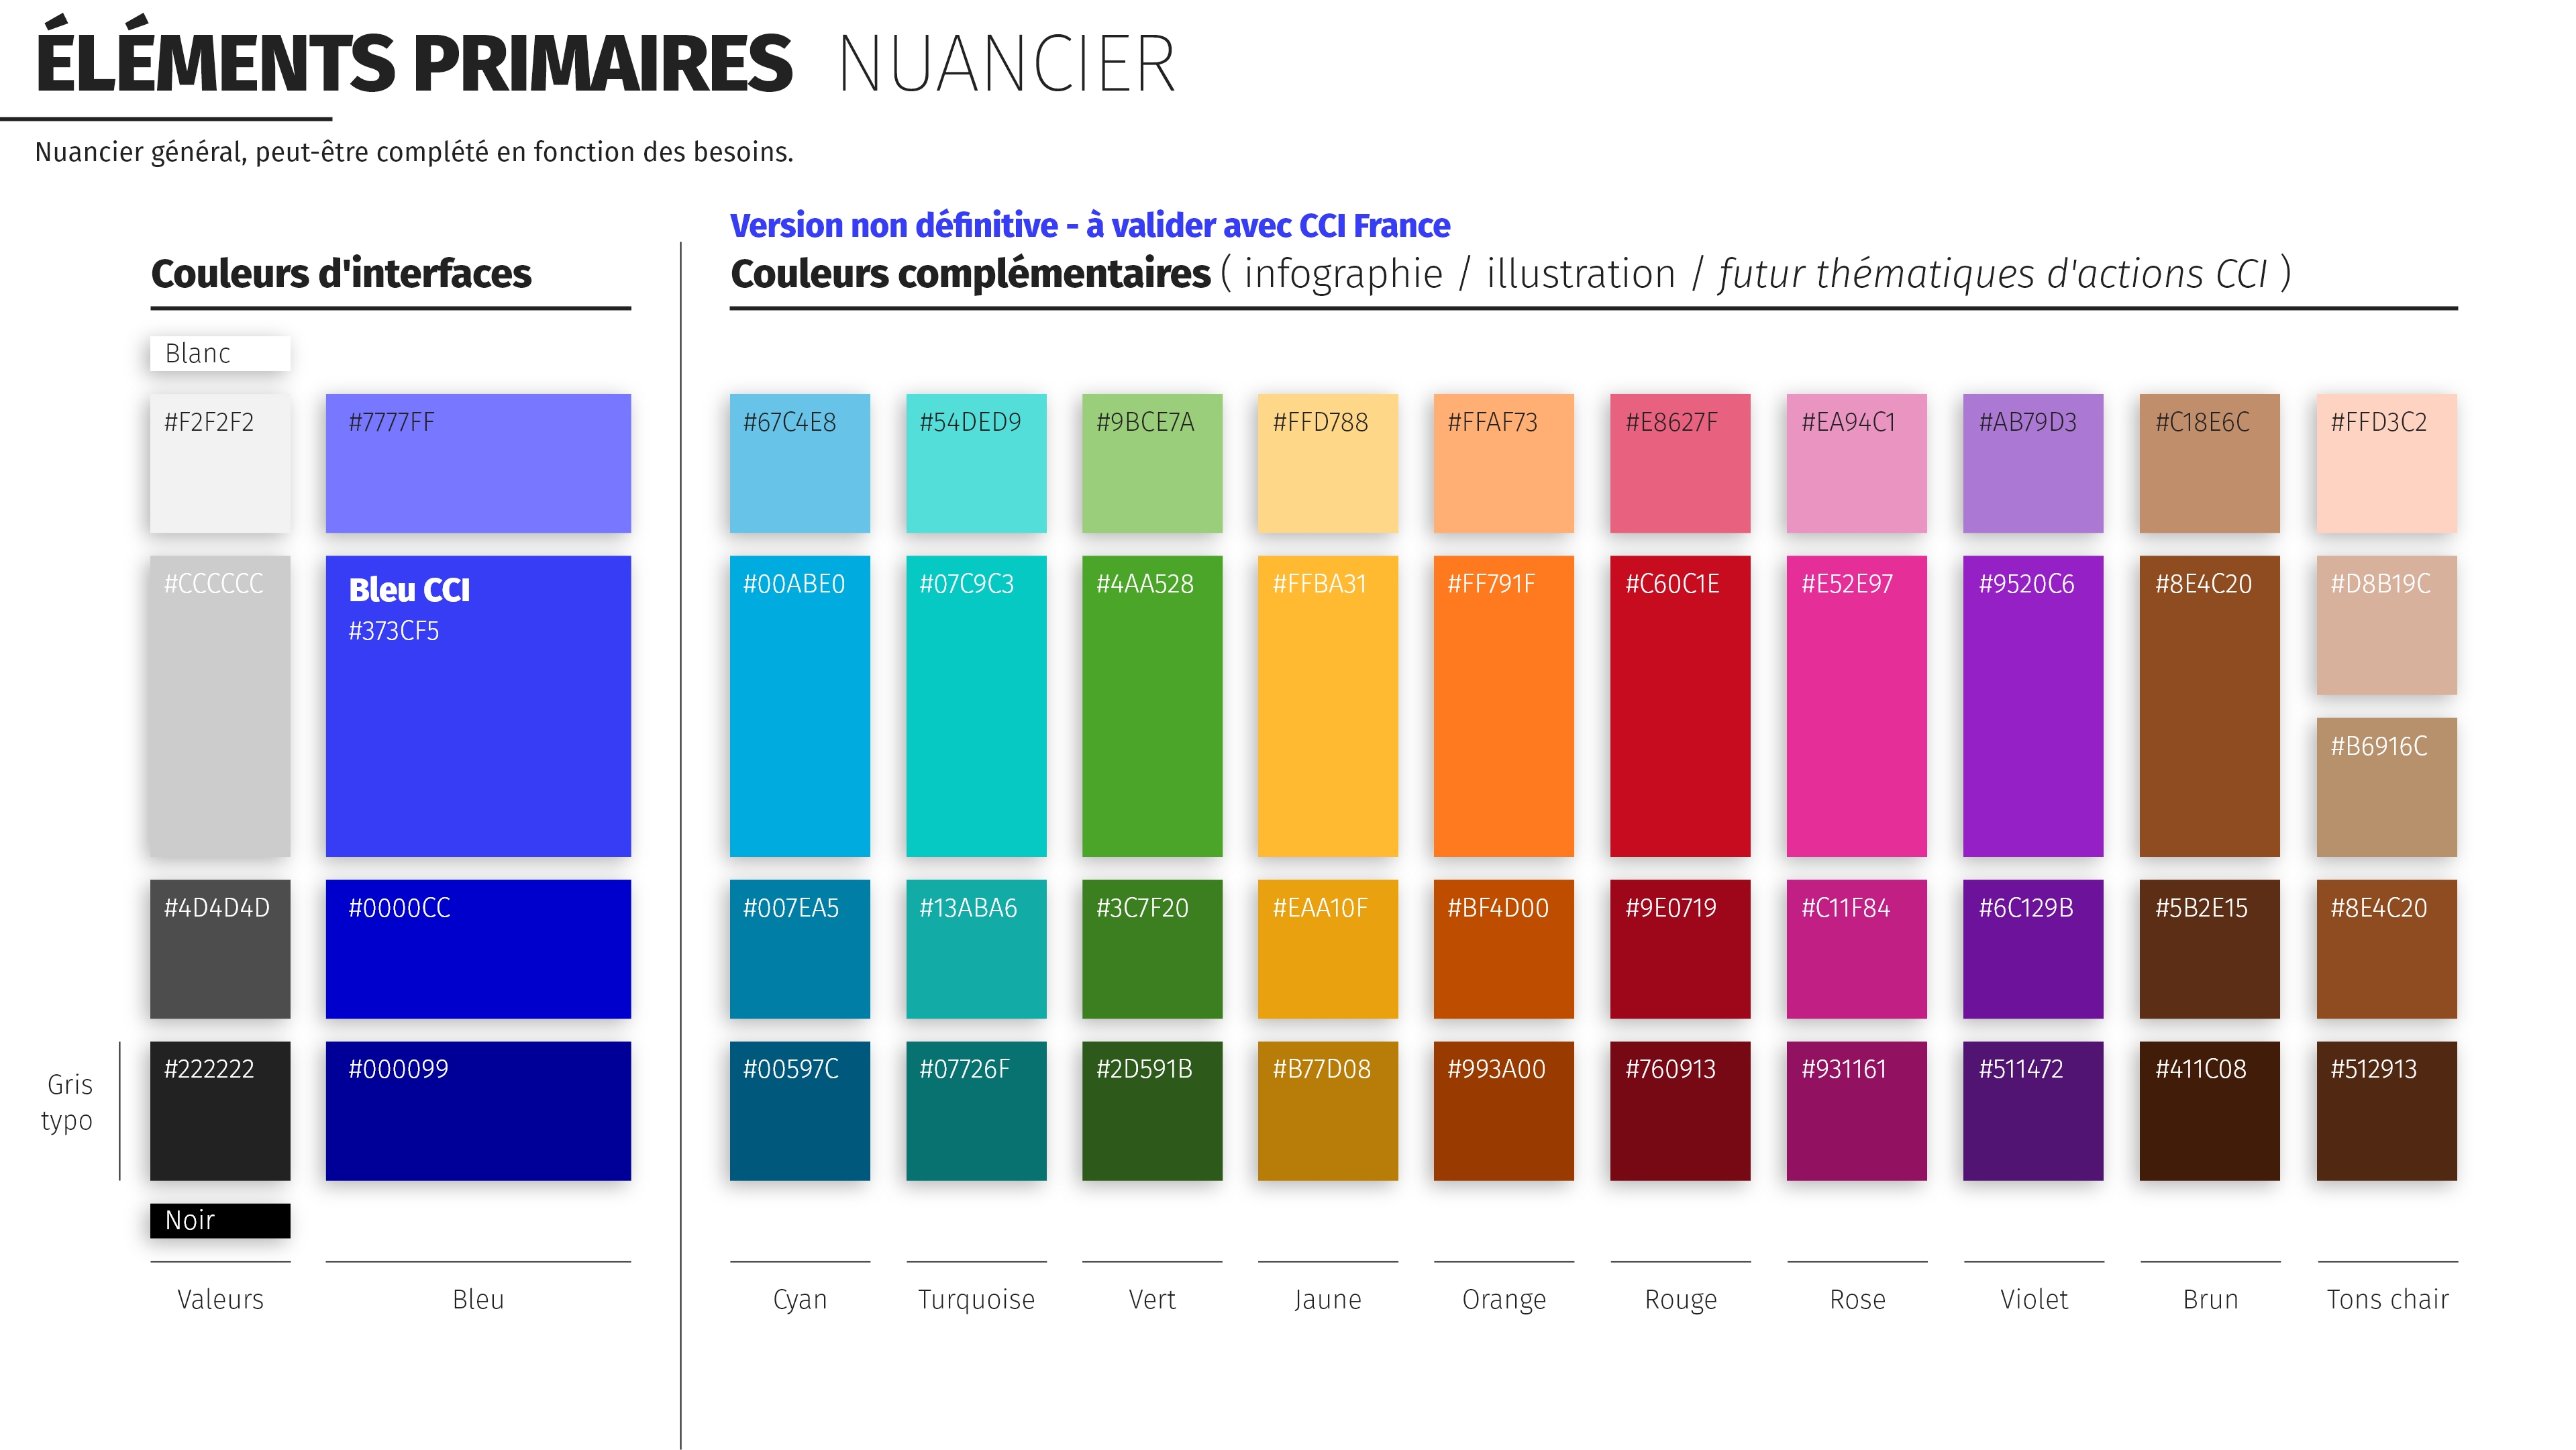 ÉLÉMENTS PRIMAIRES NUANCIER
Nuancier général, peut-être complété en fonction des besoins.
Version non définitive - à valider avec CCI France
Couleurs d'interfaces
Couleurs complémentaires ( infographie / illustration / futur thématiques d'actions CCI )
Blanc
#F2F2F2 #7777FF #67C4E8 #54DED9 #9BCE7A #FFD788 #FFAF73 #E8627F #EA94C1 #AB79D3 #C18E6C #FFD3C2
#CCCCCC Bleu CCI #00ABE0 #07C9C3 #4AA528 #FFBA31 #FF791F #C60C1E #E52E97 #9520C6 #8E4C20 #D8B19C
#373CF5
#B6916C
#4D4D4D #0000CC #007EA5 #13ABA6 #3C7F20 #EAA10F #BF4D00 #9E0719 #C11F84 #6C129B #5B2E15 #8E4C20
Gris
typo
#222222 #000099 #00597C #07726F #2D591B #B77D08 #993A00 #760913 #931161 #511472 #411C08 #512913
Noir
Valeurs Bleu Cyan Turquoise Vert Jaune Orange Rouge Rose Violet Brun Tons chair